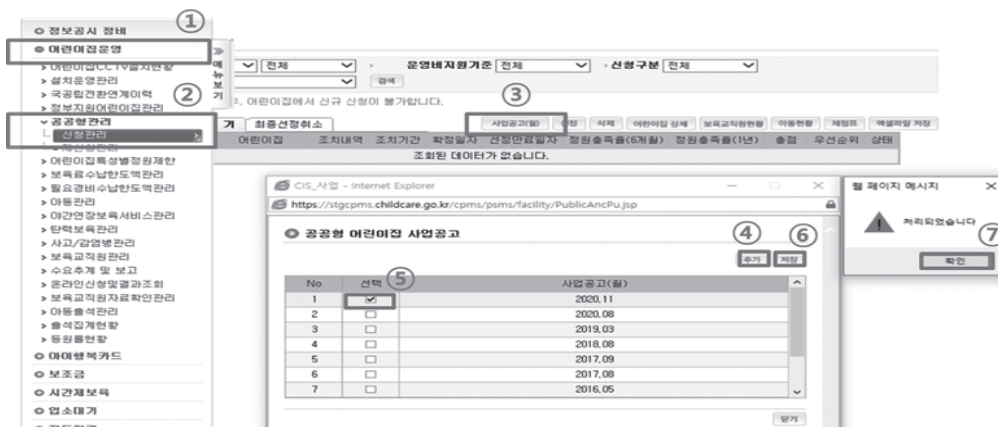 ①
정보공시 정비
어린이집운영
어린이집CCTV설치현황
설치운영관리
국공립전환연계이력
②
정부지원어린이집관리
공공형관리
신청관리
재신청관리
어린이집특성별정원제한
보육료수납한도액관리
필요경비수납한도액관리
아동관리
야간연장보육서비스관리
탄력보육관리
사고/감염병관리
보육교직원관리
수요추계 및 보고
온라인신청및결과조회
보육교직원자료확인관리
아동출석관리
출석집계현황
등원률현황
아이행복카드
보조금
시간제보육
입소대기
메뉴보기
전체 운영비지원기준 전체 신청구분 전체
검색
③
, 어린이집에서 신규 신청이 불가합니다.
기 최종선정취소
사업공고(월) 삭제 어린이집 상세 보육교직원현황 아동현황 채점표 엑셀파일 저장
어린이집 조치내역 조치기간 확정일자 선정만료일자 정원충족률(6개월) 정원충족률(1년) 총점 우선순위 상태
조회된 데이터가 없습니다.
CIS_사업 - Internet Explorer
https://stgcpms.childcare.go.kr/cpms/psms/facility/PublicAncPu.jsp
공공형 어린이집 사업공고
④ ⑥
추가 저장
No 선택 ⑤ 사업공고(월)
1 2020.11
2 2020.08
3 2019.03
4 2018.08
5 2017.09
6 2017.08
7 2016.05
닫기
웹 페이지 메시지
처리되었습니다
⑦
확인